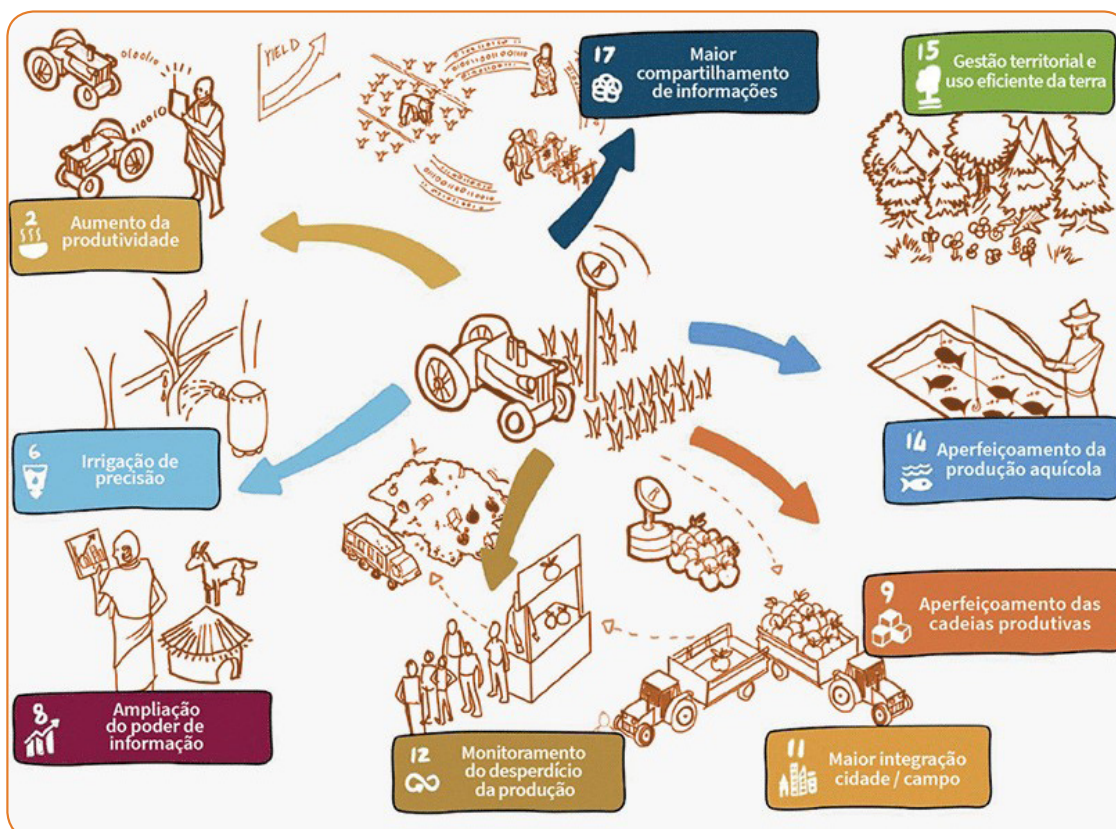 YIELD
17
Maior
compartilhamento
de informações
15
Gestão territorial e
uso eficiente da terra
2
Aumento da
produtividade
6
Irrigação de
precisão
14
Aperfeiçoamento da
produção aquícola
9
Aperfeiçoamento das
cadeias produtivas
8
Ampliação
do poder de
informação
12
Monitoramento
do desperdício
da produção
11
Maior integração
cidade / campo